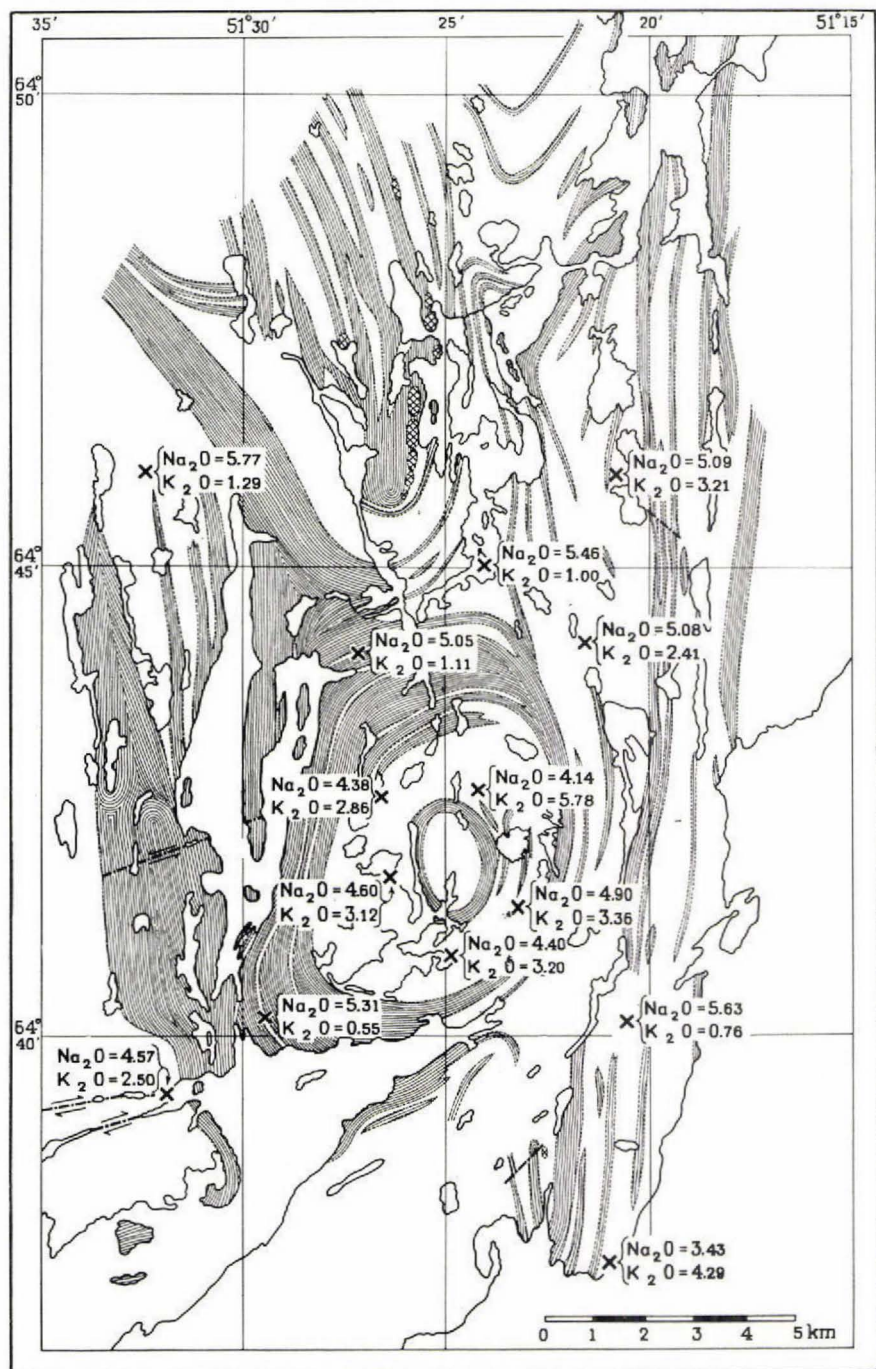 35' 51°30' 25' 20' 51°15'
64°
50'
Na₂O = 5.77
K₂O = 1.29
Na₂O = 5.09
K₂O = 3.21
64°
45'
Na₂O = 5.46
K₂O = 1.00
Na₂O = 5.05
K₂O = 1.11
Na₂O = 5.08
K₂O = 2.41
Na₂O = 4.38
K₂O = 2.86
Na₂O = 4.14
K₂O = 5.78
Na₂O = 4.60
K₂O = 3.12
Na₂O = 4.90
K₂O = 3.36
Na₂O = 4.40
K₂O = 3.20
Na₂O = 5.31
K₂O = 0.55
Na₂O = 5.63
K₂O = 0.76
64°
40'
Na₂O = 4.57
K₂O = 2.50
Na₂O = 3.43
K₂O = 4.29
0 1 2 3 4 5 km